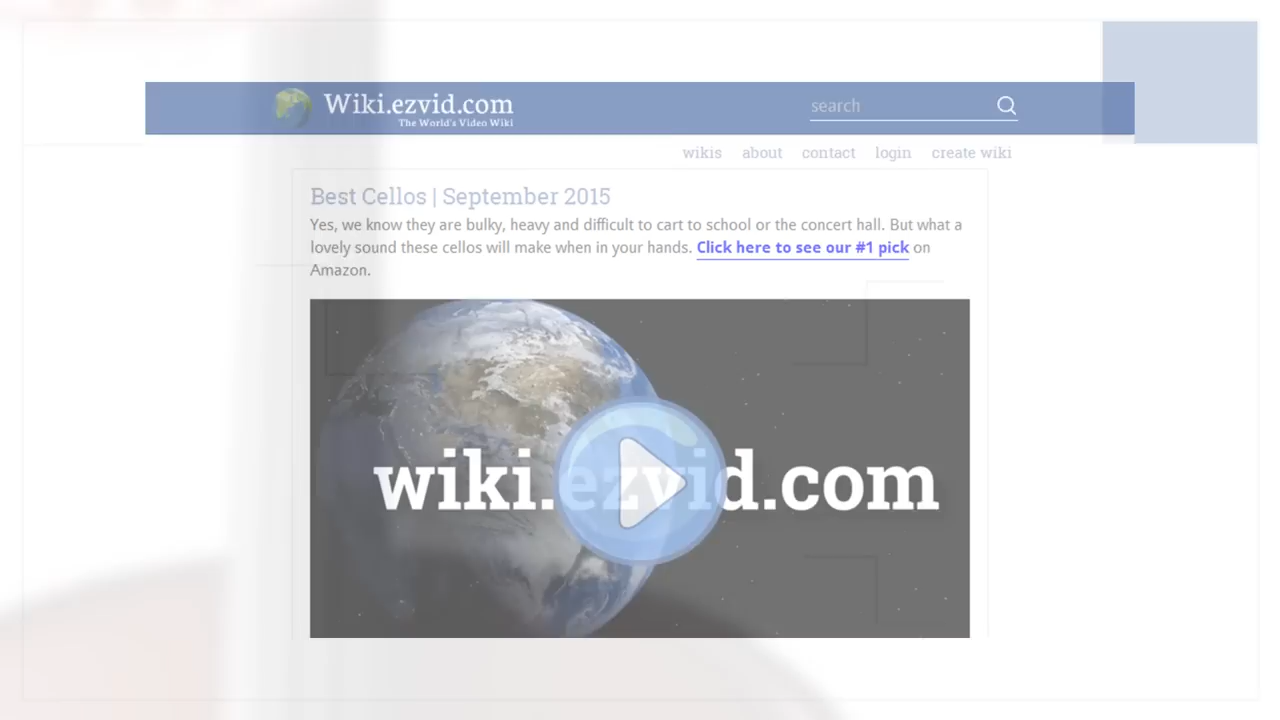 Wiki.ezvid.com
The World's Video Wiki
search
wikis about contact login create wiki
Best Cellos | September 2015
Yes, we know they are bulky, heavy and difficult to cart to school or the concert hall. But what a
lovely sound these cellos will make when in your hands. Click here to see our #1 pick on
Amazon.
wiki.ezvid.com